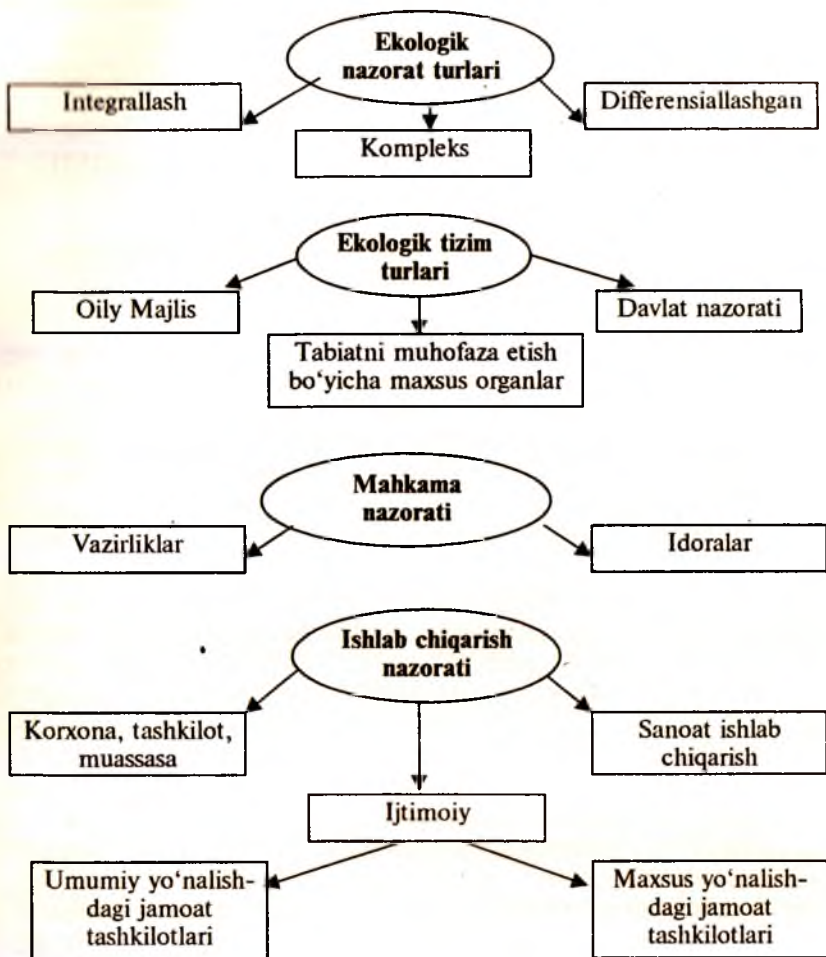 Ekologik
nazorat turlari
Integrallash
Differensiallashgan
Kompleks
Ekologik tizim
turlari
Oily Majlis
Davlat nazorati
Tabiatni muhofaza etish
bo‘yicha maxsus organlar
Mahkama
nazorati
Vazirliklar
Idoralar
Ishlab chiqarish
nazorati
Korxona, tashkilot,
muassasa
Sanoat ishlab
chiqarish
Ijtimoiy
Umumiy yo‘nalish-
dagi jamoat
tashkilotlari
Maxsus yo‘nalish-
dagi jamoat
tashkilotlari